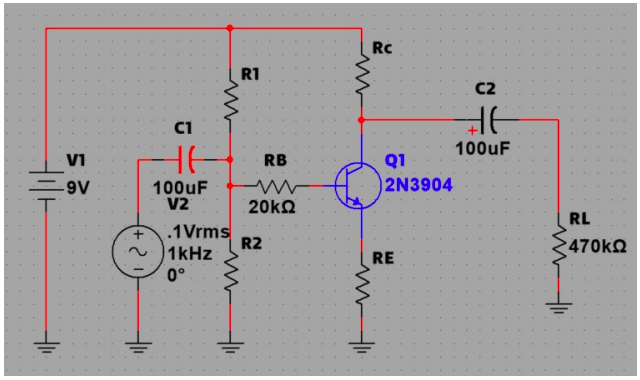 Rc
R1
C2
C1
+
100uF
V1
9V
RB
Q1
2N3904
100uF
V2
20kΩ
.1Vrms
1kHz
0°
R2
RE
RL
470kΩ